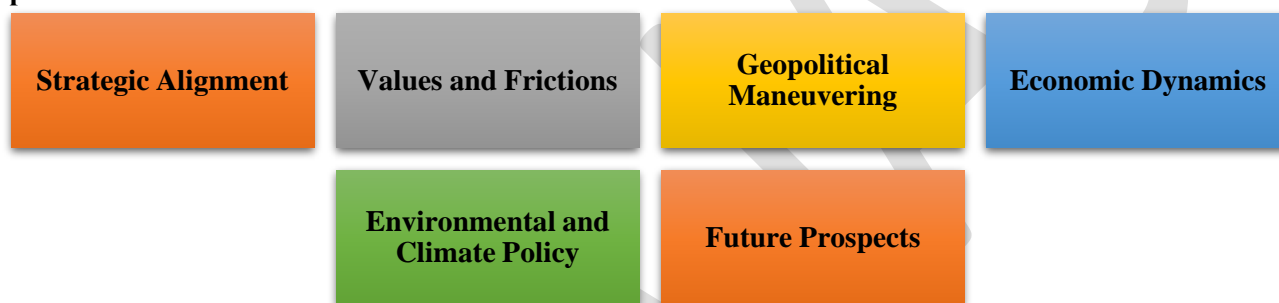 Strategic Alignment
Values and Frictions
Geopolitical
Maneuvering
Economic Dynamics
Environmental and
Climate Policy
Future Prospects